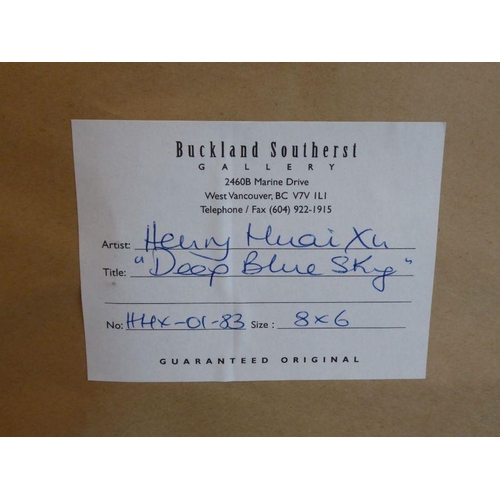 Buckland Southerst
GALLERY
2460B Marine Drive
West Vancouver, BC V7V 1L1
Telephone / Fax (604) 922-1915
Artist: Henry Huai Xu
Title: "Deep Blue Sky"
No: HHX-01-83 Size: 8x6
GUARANTEED ORIGINAL